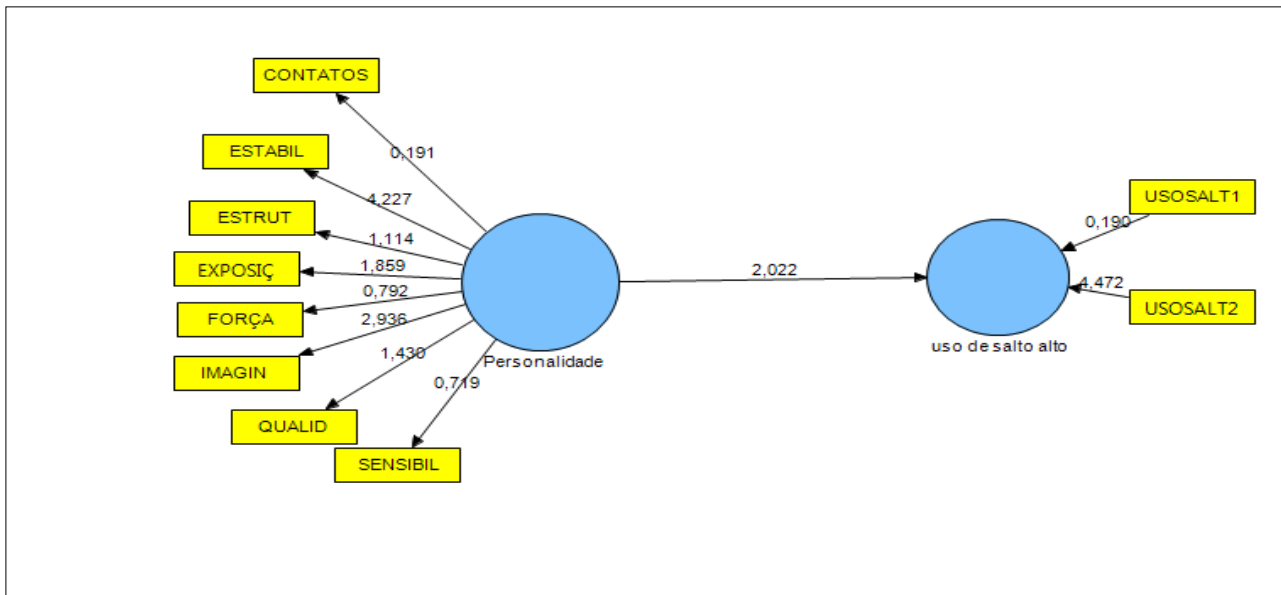 CONTATOS
0,191
ESTABIL
4,227
ESTRUT
1,114
EXPOSIÇ
1,859
FORÇA
0,792
IMAGIN
2,936
QUALID
1,430
SENSIBIL
0,719
Personalidade
2,022
uso de salto alto
USOSALT1
0,190
USOSALT2
4,472